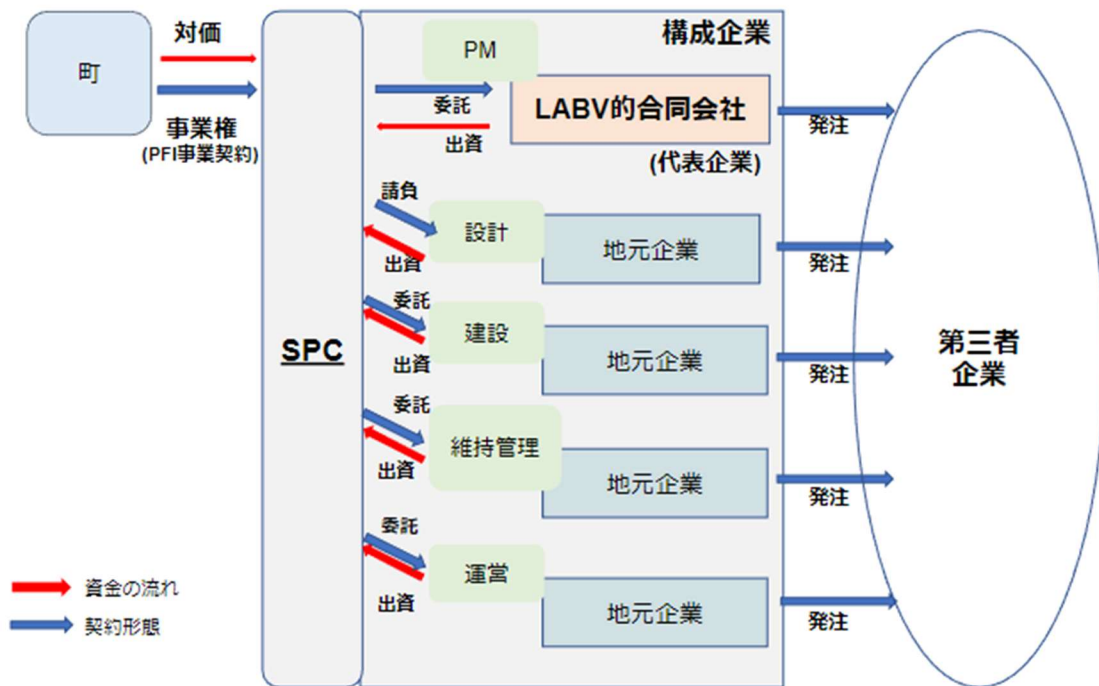 町
対価
事業権
(PFI事業契約)
SPC
構成企業
PM
委託
出資
LABV的合同会社
(代表企業)
発注
請負
設計
出資
地元企業
発注
委託
建設
出資
地元企業
発注
委託
維持管理
出資
地元企業
発注
委託
運営
出資
地元企業
発注
第三者
企業
資金の流れ
契約形態